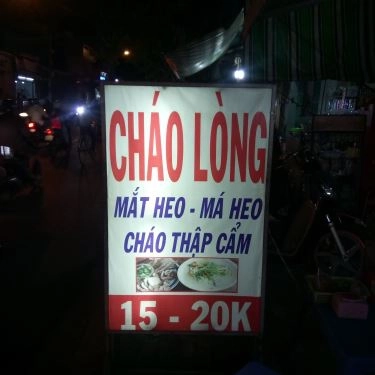 CHÁO LÒNG
MẮT HEO - MÁ HEO
CHÁO THẬP CẨM
15 - 20K